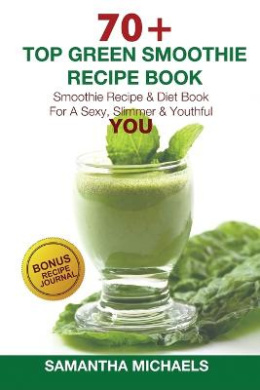 70+
TOP GREEN SMOOTHIE
RECIPE BOOK
Smoothie Recipe & Diet Book
For A Sexy, Slimmer & Youthful
YOU
BONUS
RECIPE
JOURNAL
SAMANTHA MICHAELS